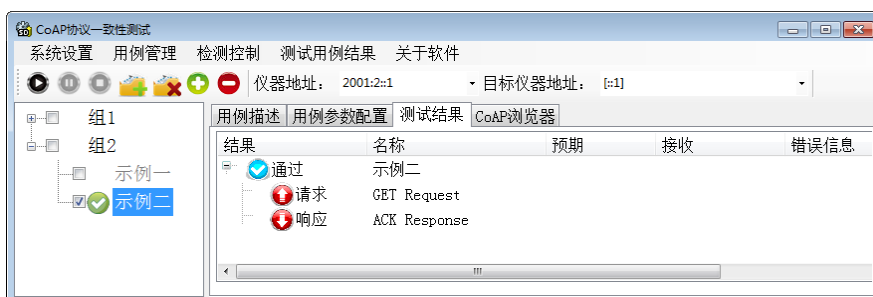 CoAP协议一致性测试
系统设置 用例管理 检测控制 测试用例结果 关于软件
仪器地址: 2001:2::1 目标仪器地址: [::1]
组1
组2
示例一
示例二
用例描述 用例参数配置 测试结果 CoAP浏览器
结果 名称 预期 接收 错误信息
通过 示例二
请求 GET Request
响应 ACK Response